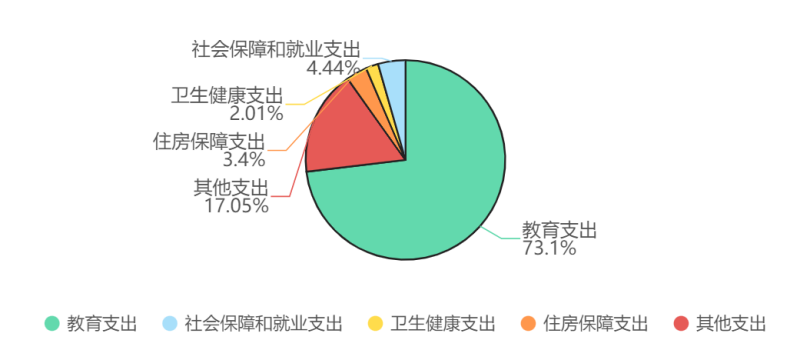 社会保障和就业支出
4.44%
卫生健康支出
2.01%
住房保障支出
3.4%
其他支出
17.05%
教育支出
73.1%
教育支出 社会保障和就业支出 卫生健康支出 住房保障支出 其他支出